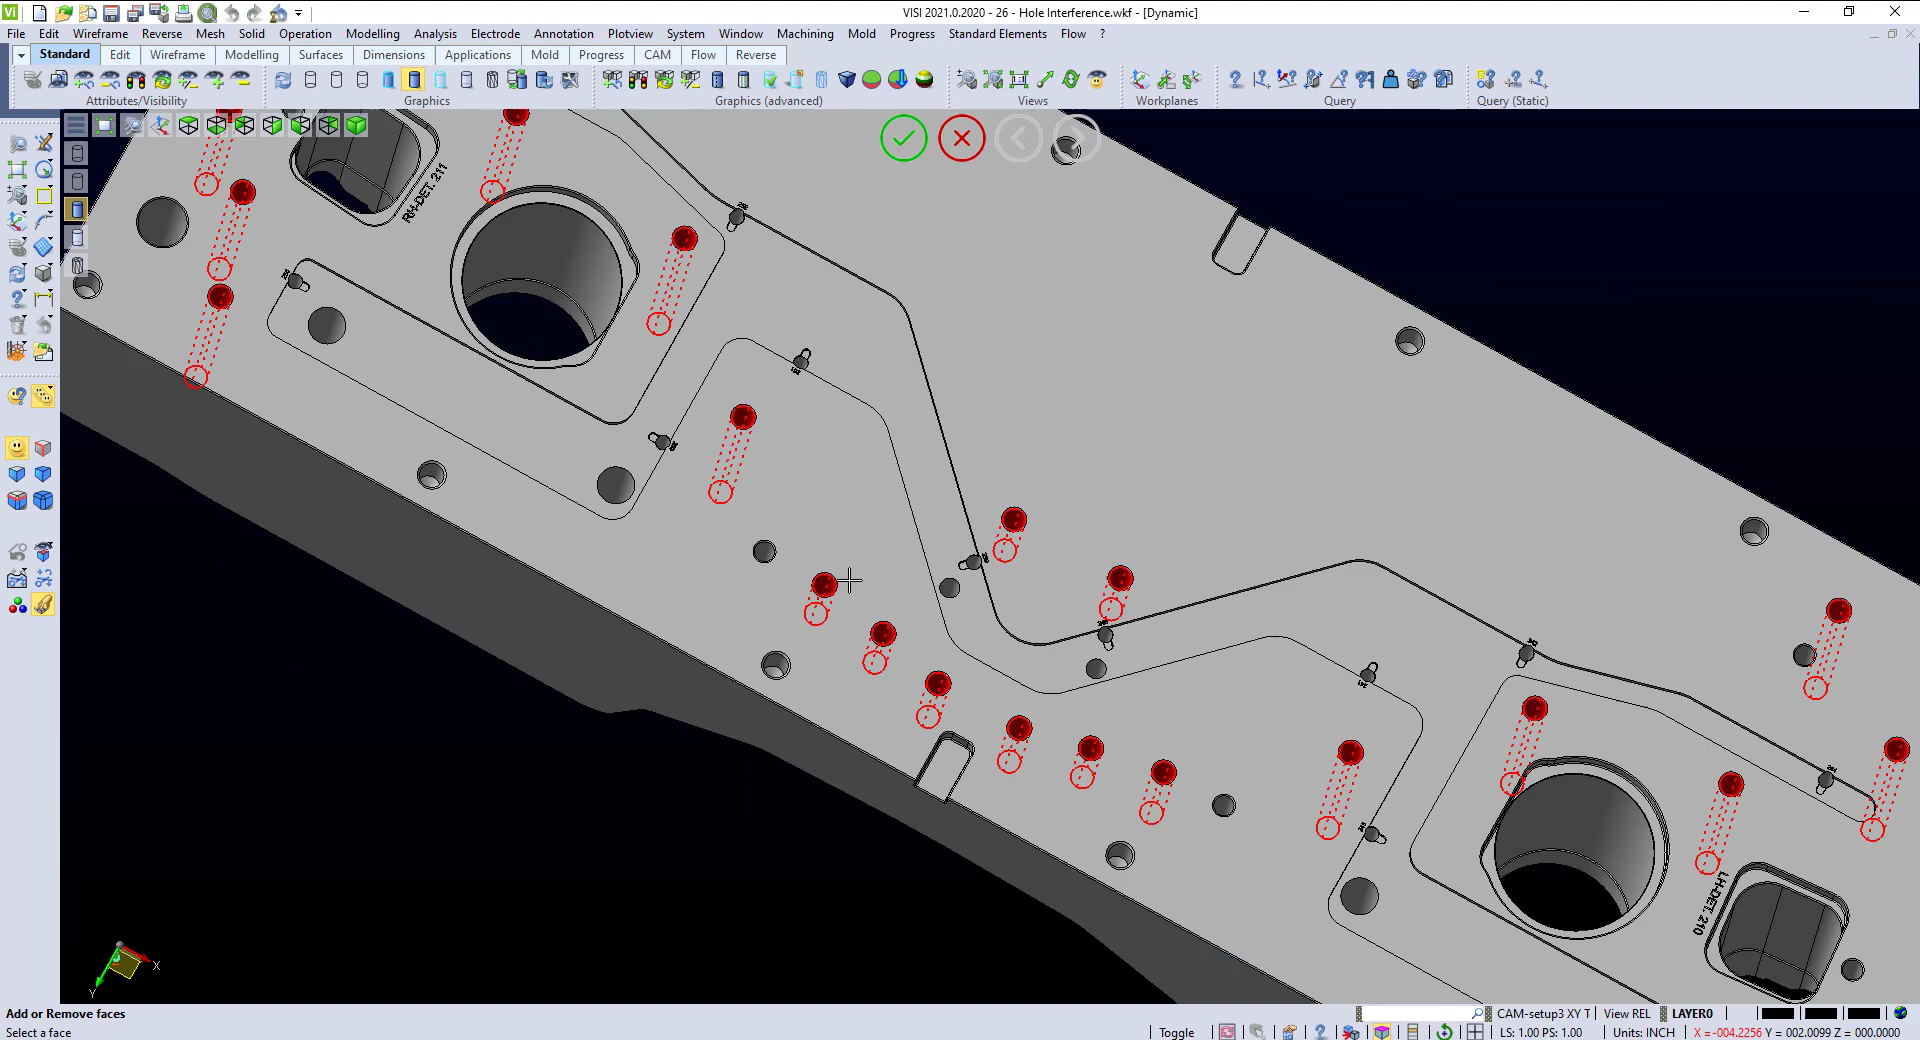 Vi VISI 2021.0.2020 - 26 - Hole Interference.wkf - [Dynamic]
File Edit Wireframe Reverse Mesh Solid Operation Modelling Analysis Electrode Annotation Plotview System Window Machining Mold Progress Standard Elements Flow ?
Standard Edit Wireframe Modelling Surfaces Dimensions Applications Mold Progress CAM Flow Reverse
Attributes/Visibility Graphics Graphics (advanced) Views Workplanes Query Query (Static)
RH-DET. 211
LH-DET. 210
X
Y
Add or Remove faces
CAM-setup3 XY T View REL LAYER0
Select a face
Toggle LS: 1.00 PS: 1.00 Units: INCH X =-004.2256 Y = 002.0099 Z = 000.0000